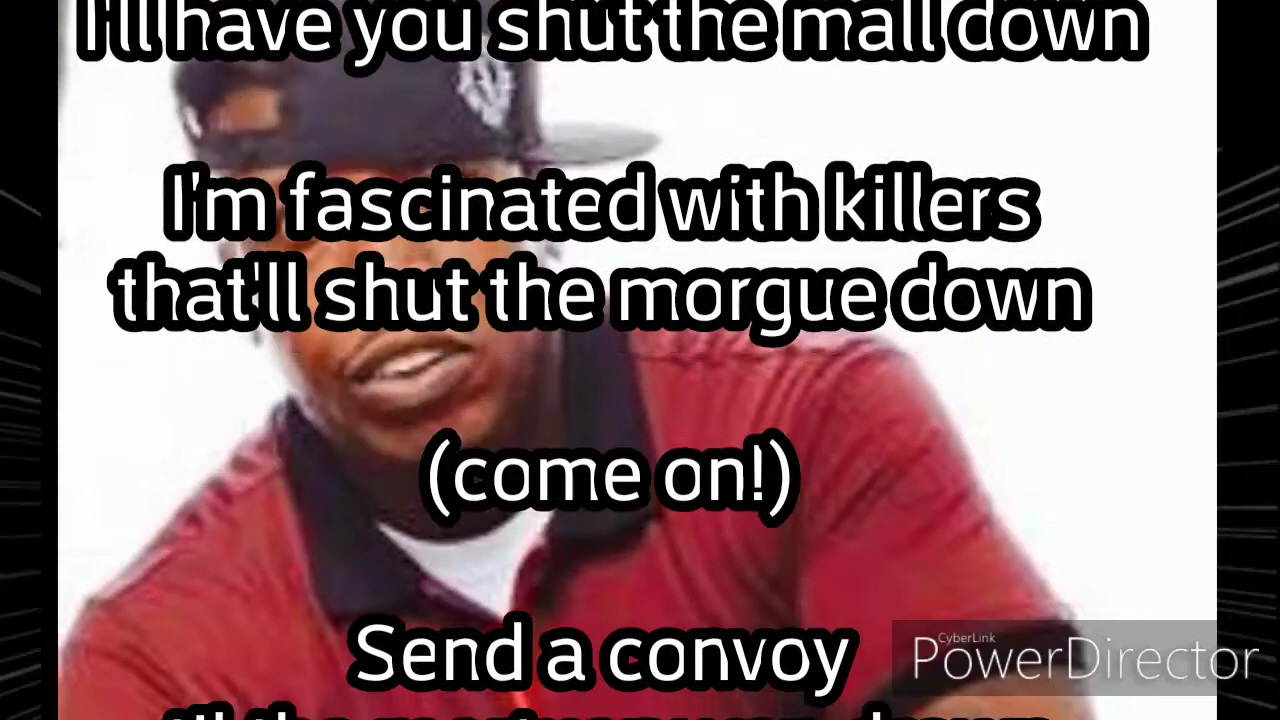 I'll have you shut the mall down
I'm fascinated with killers
that'll shut the morgue down
(come on!)
Send a convoy
CyberLink
PowerDirector